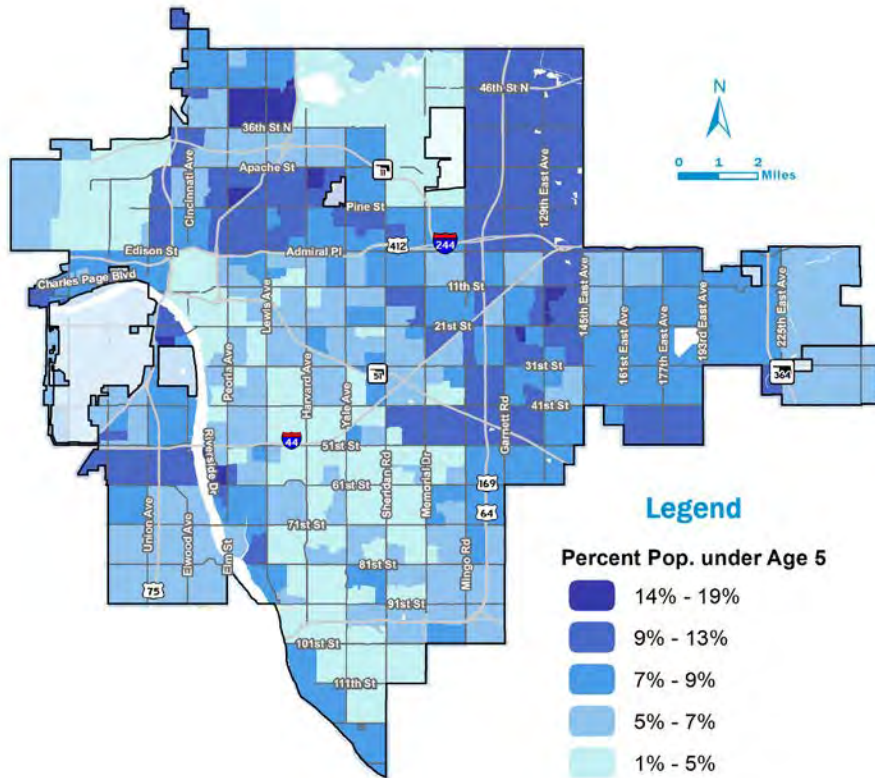 46th St N
N
36th St N
0 1 2
Miles
Apache St
11
Cincinnati Ave
129th East Ave
Pine St
Edison St
Admiral Pl
412
244
Charles Page Blvd
11th St
Lewis Ave
145th East Ave
161st East Ave
177th East Ave
193rd East Ave
225th East Ave
21st St
Peoria Ave
Harvard Ave
Yale Ave
51
31st St
364
41st St
Garnett Rd
Riverside Dr
44
51st St
Sheridan Rd
Memorial Dr
61st St
169
64
Legend
Union Ave
Elwood Ave
Elm St
71st St
Mingo Rd
Percent Pop. under Age 5
81st St
75
14% - 19%
91st St
9% - 13%
101st St
7% - 9%
111th St
5% - 7%
1% - 5%